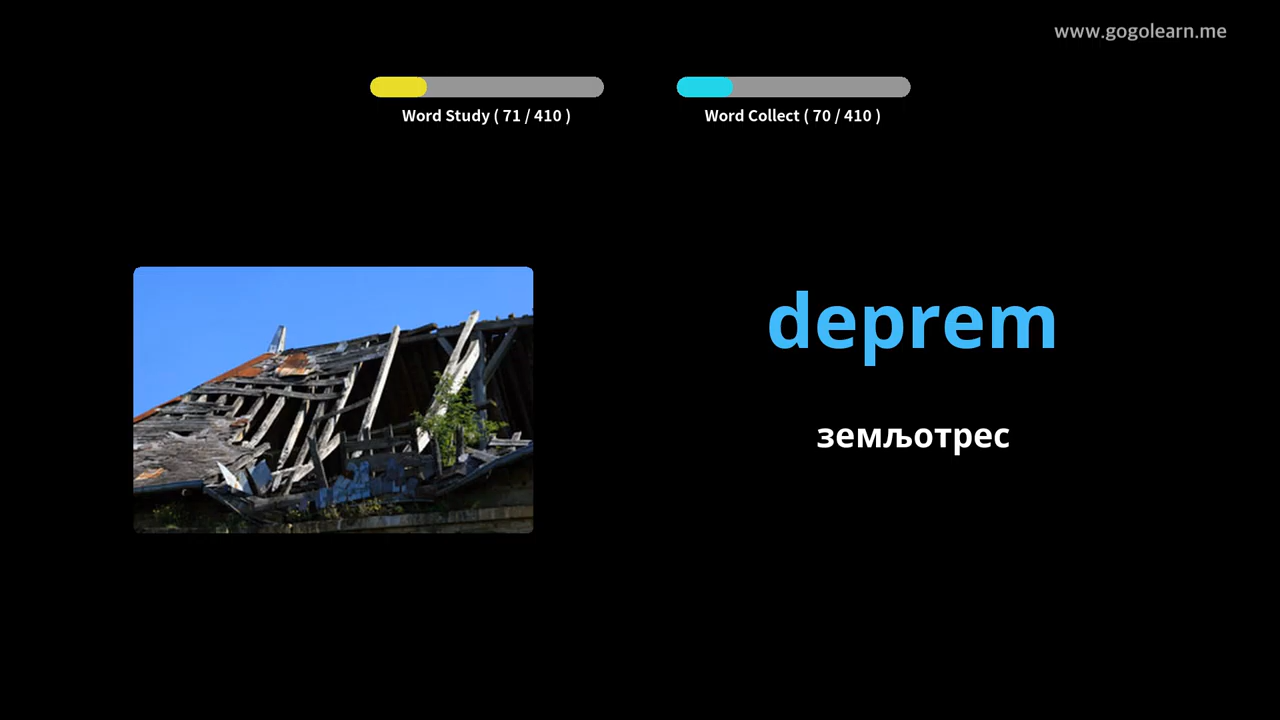 www.gogolearn.me
Word Study ( 71 / 410 )
Word Collect ( 70 / 410 )
deprem
земљотрес